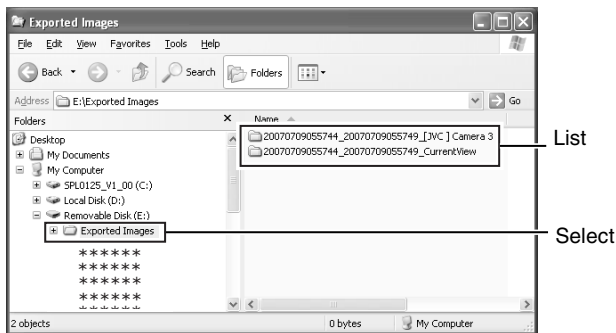 Exported Images
File Edit View Favorites Tools Help
Back Search Folders
Address E:\Exported Images Go
Folders X Name
20070709055744_20070709055749_[JVC ] Camera 3
20070709055744_20070709055749_CurrentView
List
Desktop
My Documents
My Computer
SPL0125_V1_00 (C:)
Local Disk (D:)
Removable Disk (E:)
Exported Images
Select
******
******
******
******
******
2 objects 0 bytes My Computer